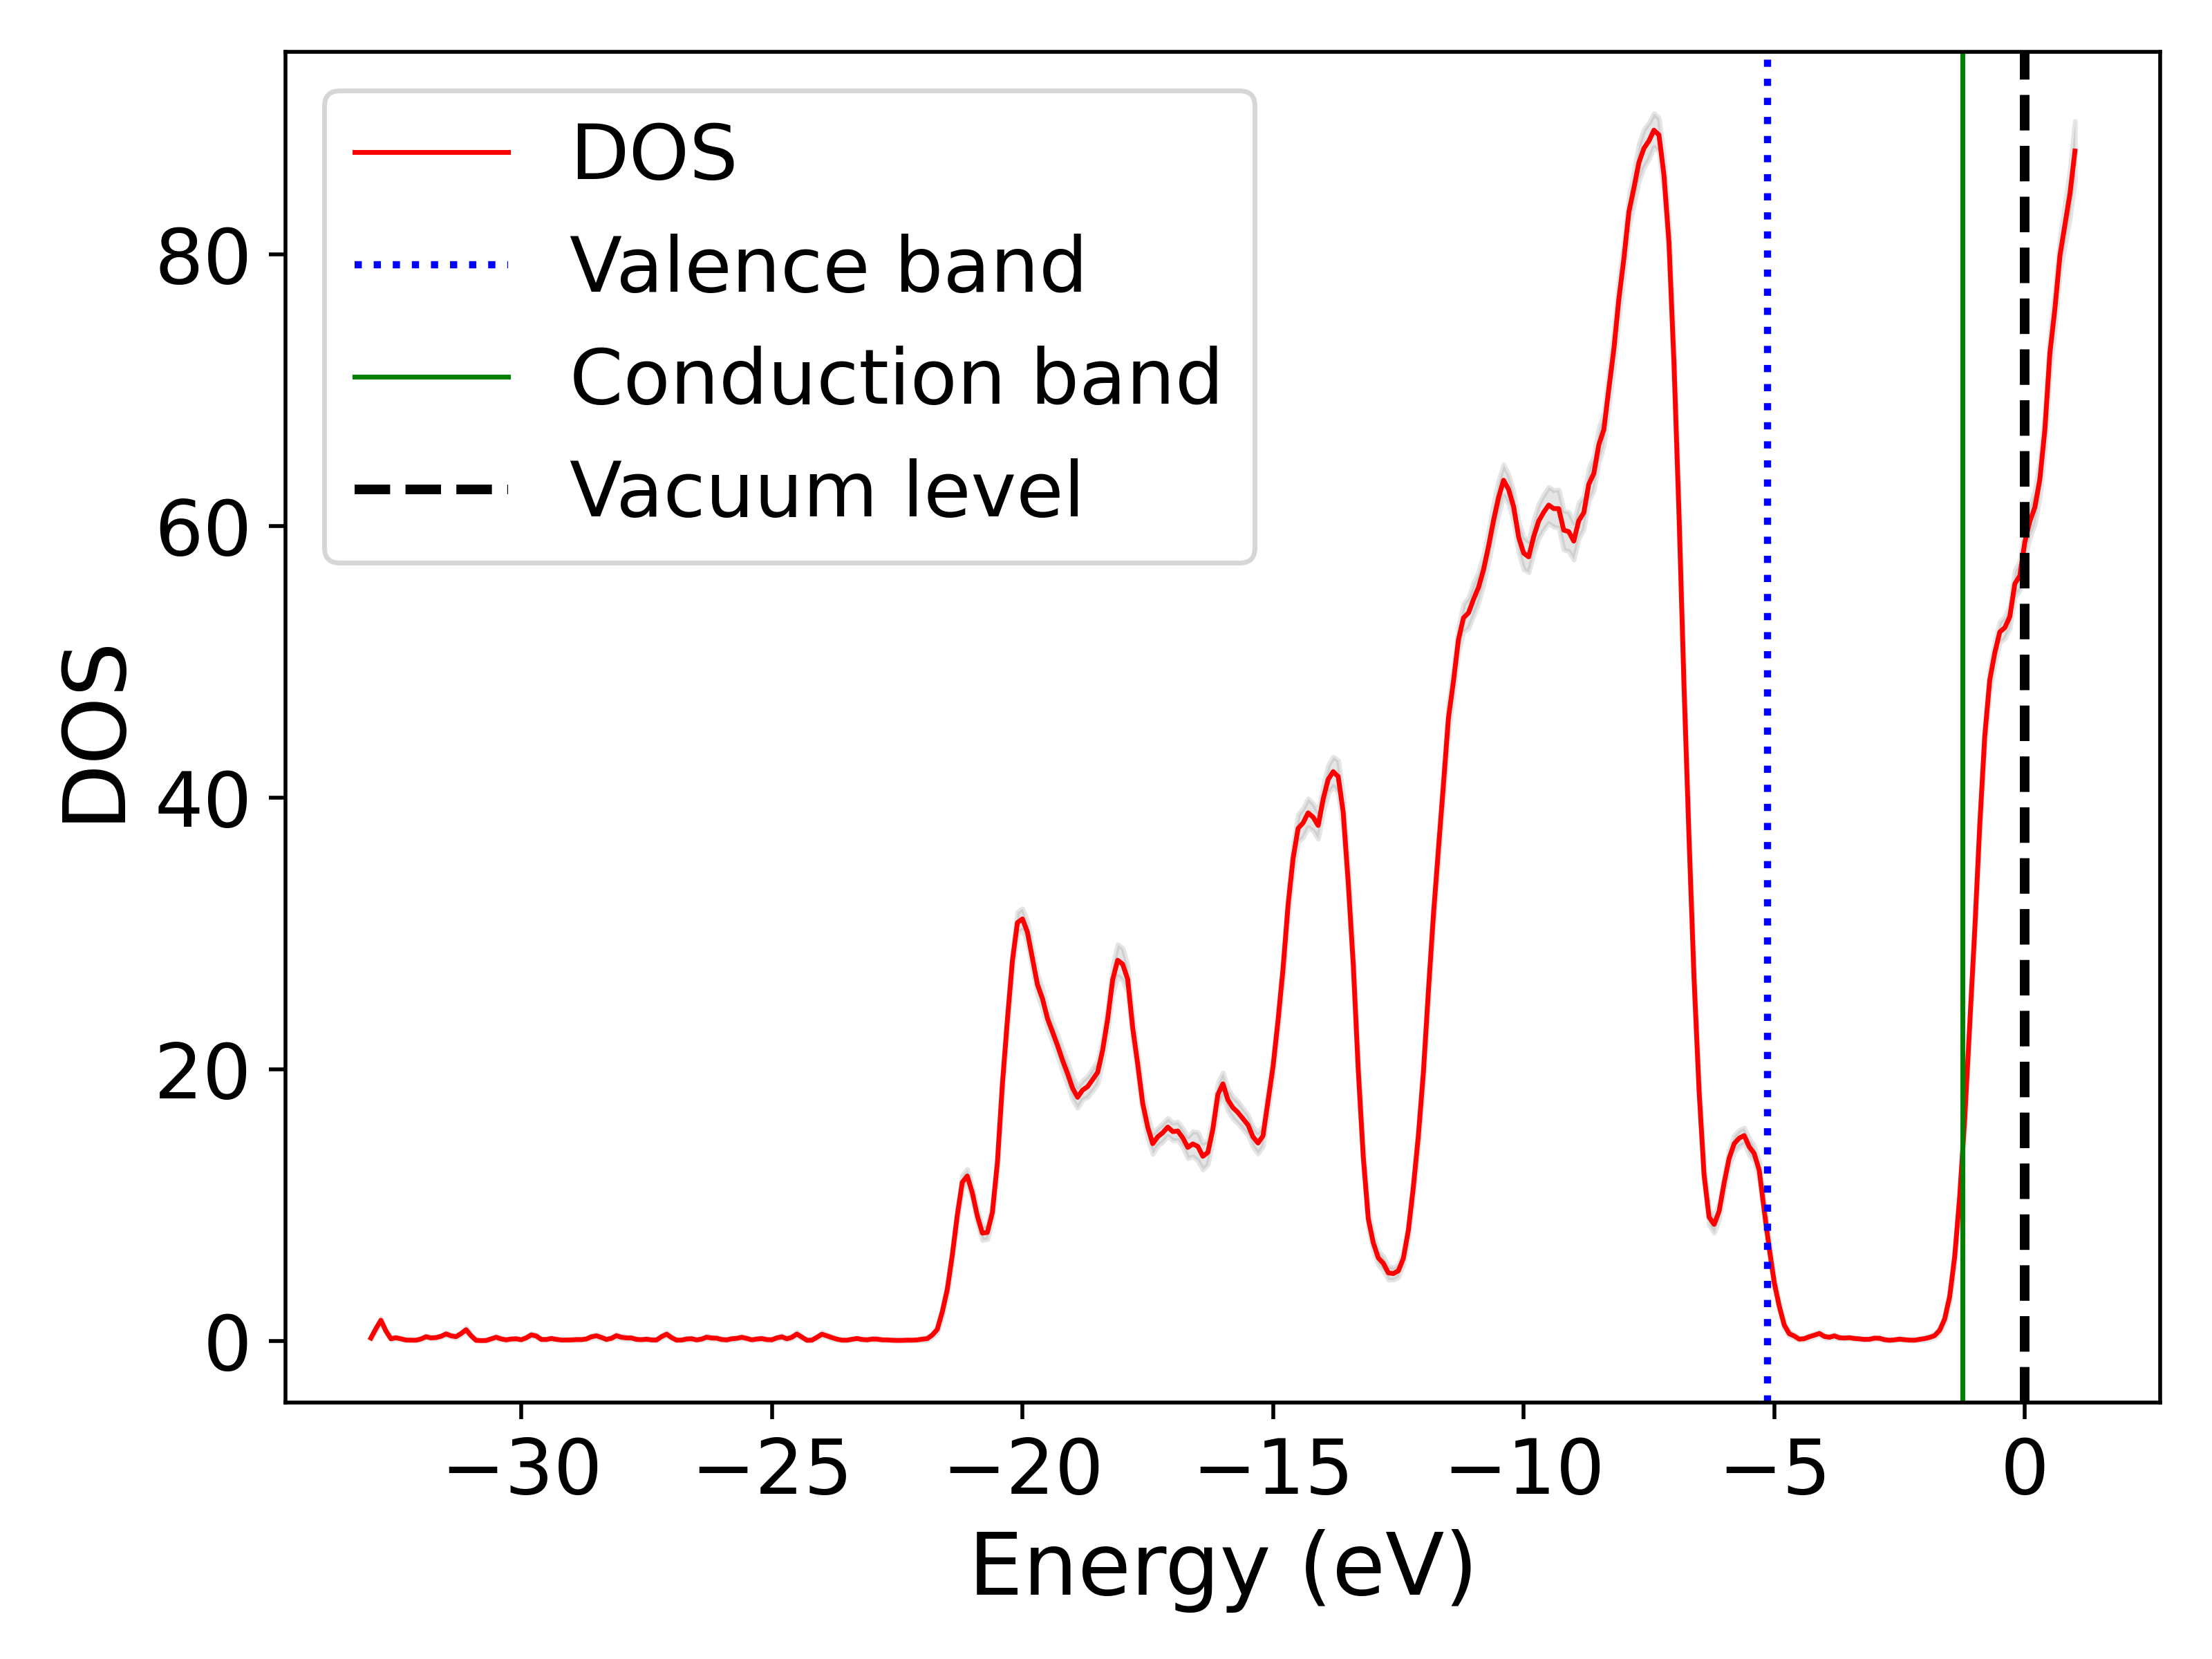 DOS
Valence band
Conduction band
Vacuum level
DOS
80
60
40
20
0
−30 −25 −20 −15 −10 −5 0
Energy (eV)